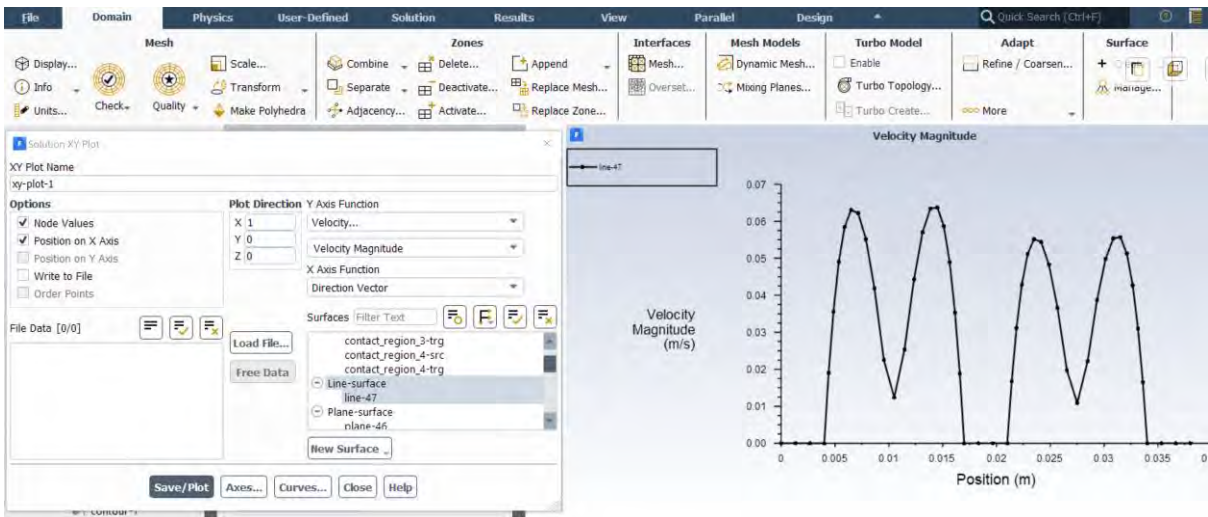 File Domain Physics User-Defined Solution Results View Parallel Design Quick Search (Ctrl+F)
Mesh Zones Interfaces Mesh Models Turbo Model Adapt Surface
Display... Scale... Combine Delete... Append Mesh... Dynamic Mesh... Enable Refine / Coarsen... +
Info Transform Separate Deactivate... Replace Mesh... Overset... Mixing Planes... Turbo Topology... Manage...
Units... Check Quality Make Polyhedra Adjacency... Activate... Replace Zone... Turbo Create... More
Solution XY Plot
XY Plot Name
xy-plot-1
Options Plot Direction Y Axis Function
Node Values X 1 Velocity...
Position on X Axis Y 0
Position on Y Axis Z 0 Velocity Magnitude
Write to File X Axis Function
Order Points Direction Vector
File Data [0/0] Surfaces Filter Text
Load File... contact_region_3-trg
contact_region_4-src
Free Data contact_region_4-trg
Line-surface
line-47
Plane-surface
plane-46
New Surface
Save/Plot Axes... Curves... Close Help
contour-1
Velocity Magnitude
line-47
0.07
0.06
0.05
0.04
0.03
0.02
0.01
0.00
Velocity
Magnitude
(m/s)
0 0.005 0.01 0.015 0.02 0.025 0.03 0.035 0
Position (m)